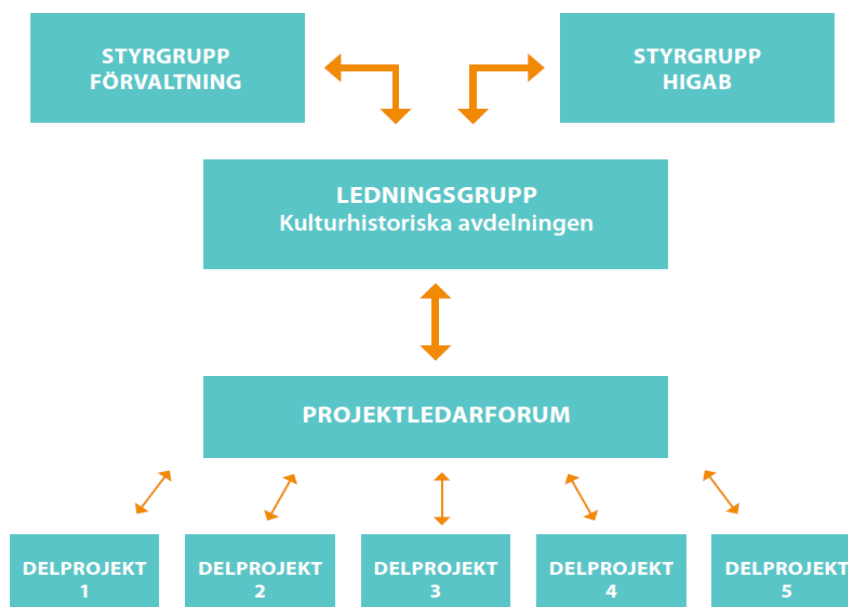 STYRGRUPP
FÖRVALTNING
STYRGRUPP
HIGAB
LEDNINGSGRUPP
Kulturhistoriska avdelningen
PROJEKTLEDARFORUM
DELPROJEKT
1
DELPROJEKT
2
DELPROJEKT
3
DELPROJEKT
4
DELPROJEKT
5